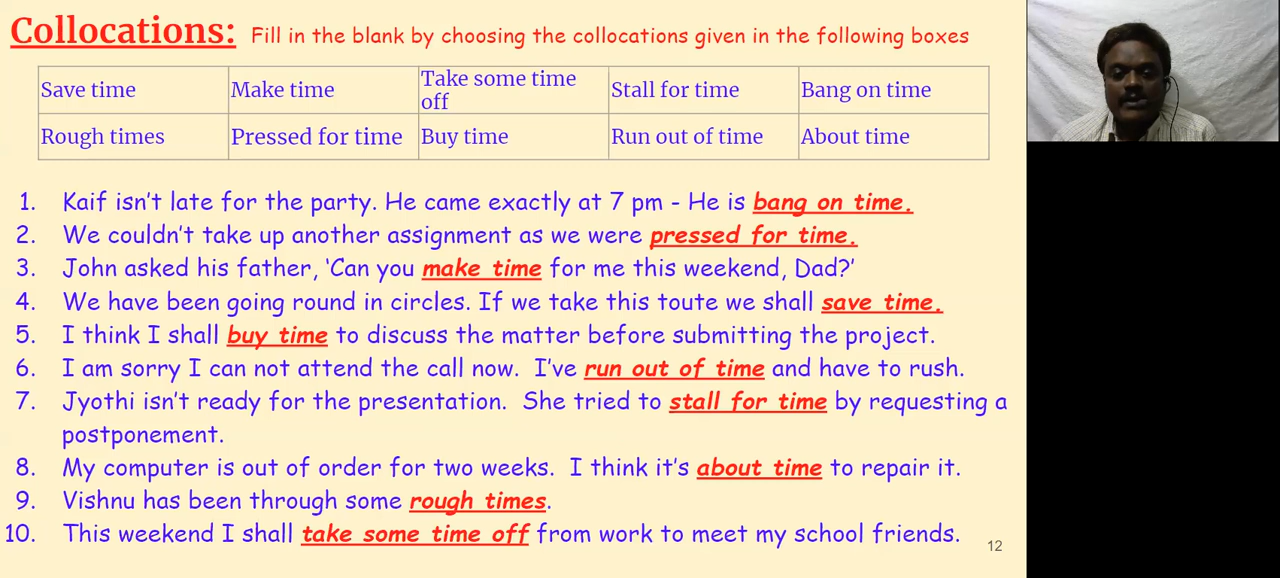 Collocations: Fill in the blank by choosing the collocations given in the following boxes
Save time Make time Take some time off Stall for time Bang on time
Rough times Pressed for time Buy time Run out of time About time
1. Kaif isn't late for the party. He came exactly at 7 pm - He is bang on time.
2. We couldn't take up another assignment as we were pressed for time.
3. John asked his father, 'Can you make time for me this weekend, Dad?'
4. We have been going round in circles. If we take this toute we shall save time.
5. I think I shall buy time to discuss the matter before submitting the project.
6. I am sorry I can not attend the call now. I've run out of time and have to rush.
7. Jyothi isn't ready for the presentation. She tried to stall for time by requesting a
postponement.
8. My computer is out of order for two weeks. I think it's about time to repair it.
9. Vishnu has been through some rough times.
10. This weekend I shall take some time off from work to meet my school friends.
12